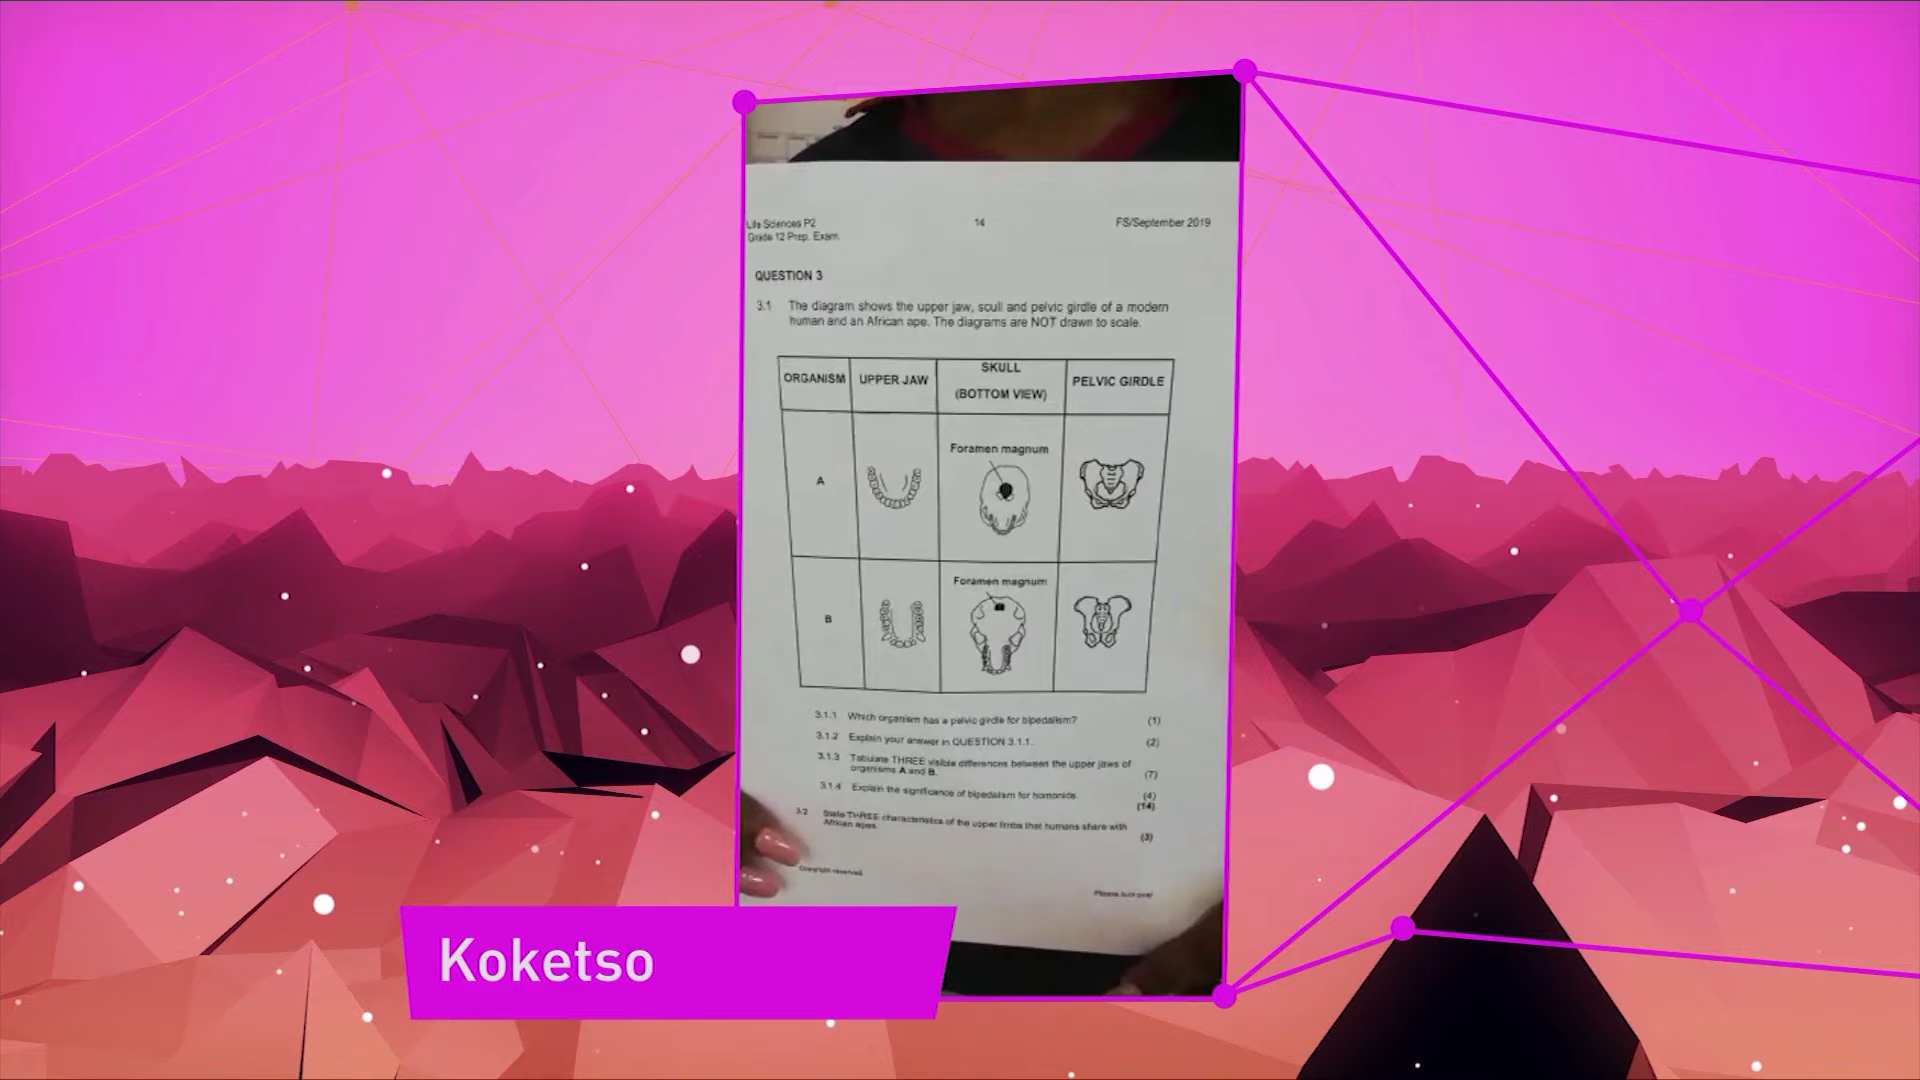 Life Sciences P2 14 FS/September 2019
Grade 12 Prep. Exam.
QUESTION 3
3.1 The diagram shows the upper jaw, scull and pelvic girdle of a modern
human and an African ape. The diagrams are NOT drawn to scale.
ORGANISM UPPER JAW SKULL (BOTTOM VIEW) PELVIC GIRDLE
Foramen magnum
A
Foramen magnum
B
3.1.1 Which organism has a pelvic girdle for bipedalism? (1)
3.1.2 Explain your answer in QUESTION 3.1.1. (2)
3.1.3 Tabulate THREE visible differences between the upper jaws of
organisms A and B. (7)
3.1.4 Explain the significance of bipedalism for homonids. (4)
(14)
3.2 State THREE characteristics of the upper limbs that humans share with
African apes. (3)
Copyright reserved
Please turn over
Koketso